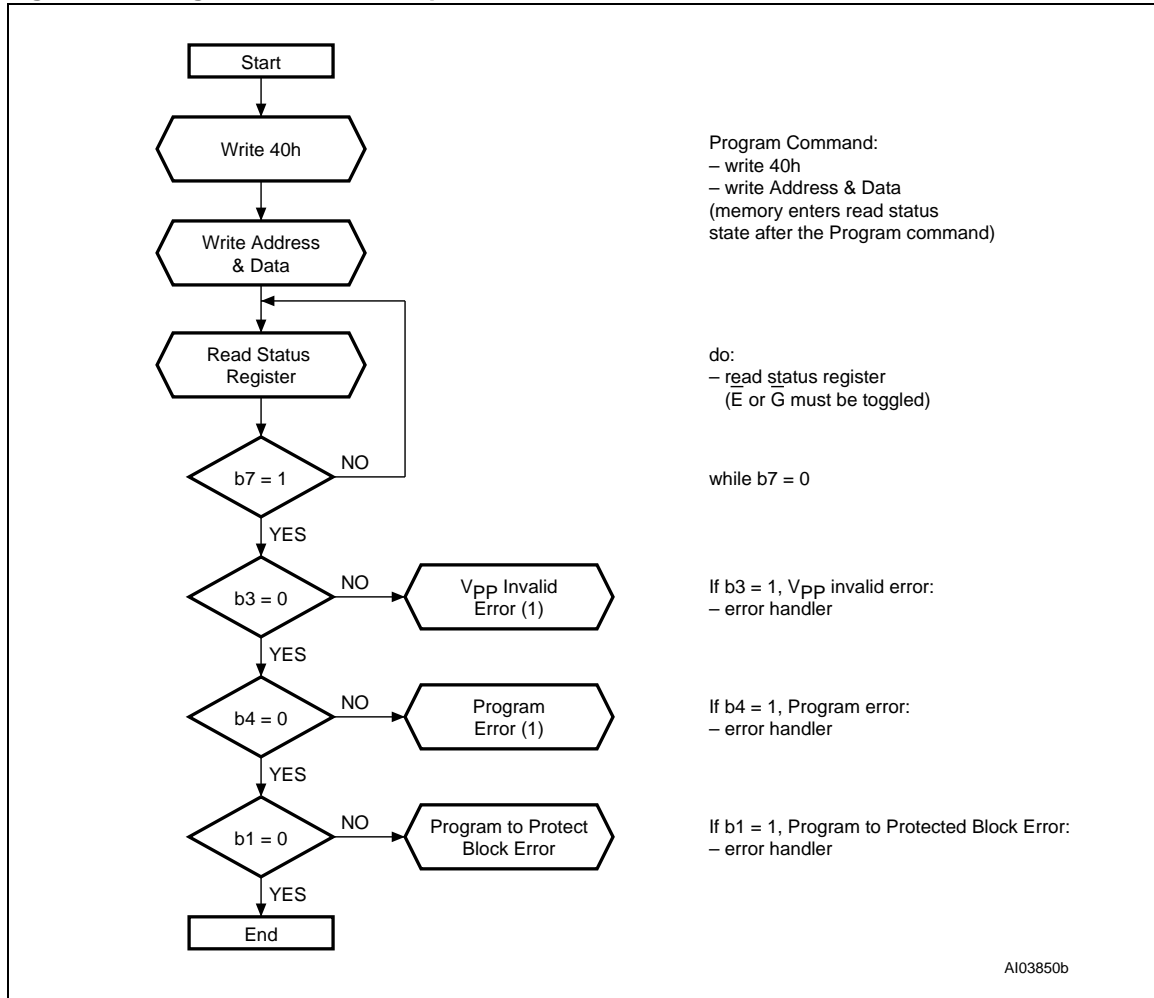 Start
Write 40h
Program Command:
– write 40h
– write Address & Data
(memory enters read status
state after the Program command)
Write Address
& Data
Read Status
Register
do:
– read status register
(E̅ or G̅ must be toggled)
b7 = 1
NO
while b7 = 0
YES
b3 = 0
NO
VPP Invalid
Error (1)
If b3 = 1, VPP invalid error:
– error handler
YES
b4 = 0
NO
Program
Error (1)
If b4 = 1, Program error:
– error handler
YES
b1 = 0
NO
Program to Protect
Block Error
If b1 = 1, Program to Protected Block Error:
– error handler
YES
End
AI03850b